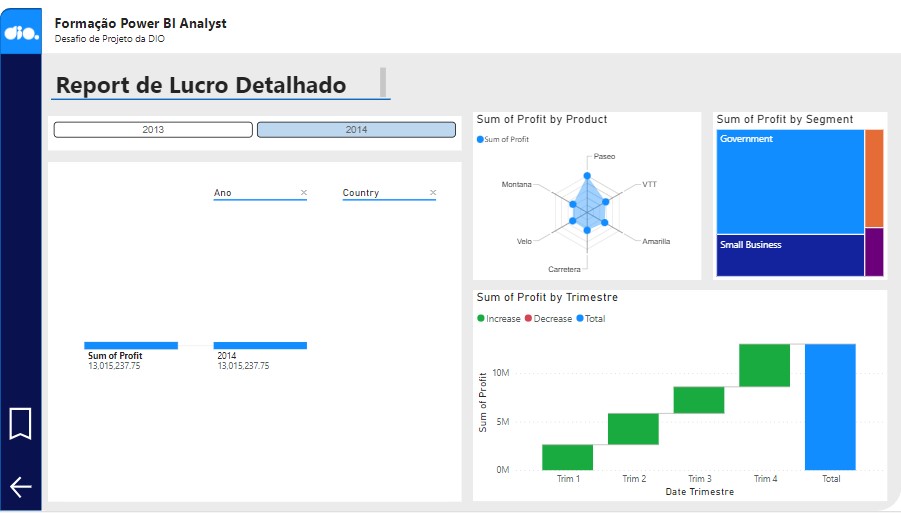 dio.
Formação Power BI Analyst
Desafio de Projeto da DIO
Report de Lucro Detalhado
2013
2014
Ano ×
Country ×
Sum of Profit
13,015,237.75
2014
13,015,237.75
Sum of Profit by Product
Sum of Profit
Paseo
Montana
VTT
Velo
Amarilla
Carretera
Sum of Profit by Segment
Government
Small Business
Sum of Profit by Trimestre
Increase Decrease Total
Sum of Profit
10M
5M
0M
Trim 1 Trim 2 Trim 3 Trim 4 Total
Date Trimestre